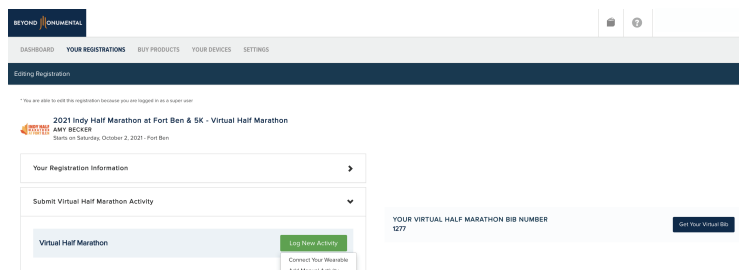 BEYOND MONUMENTAL
DASHBOARD YOUR REGISTRATIONS BUY PRODUCTS YOUR DEVICES SETTINGS
Editing Registration
* You are able to edit this registration because you are logged in as a super user
2021 Indy Half Marathon at Fort Ben & 5K - Virtual Half Marathon
AMY BECKER
Starts on Saturday, October 2, 2021 - Fort Ben
Your Registration Information
Submit Virtual Half Marathon Activity
Virtual Half Marathon
Log New Activity
Connect Your Wearable
Add Manual Activity
YOUR VIRTUAL HALF MARATHON BIB NUMBER
1277
Get Your Virtual Bib